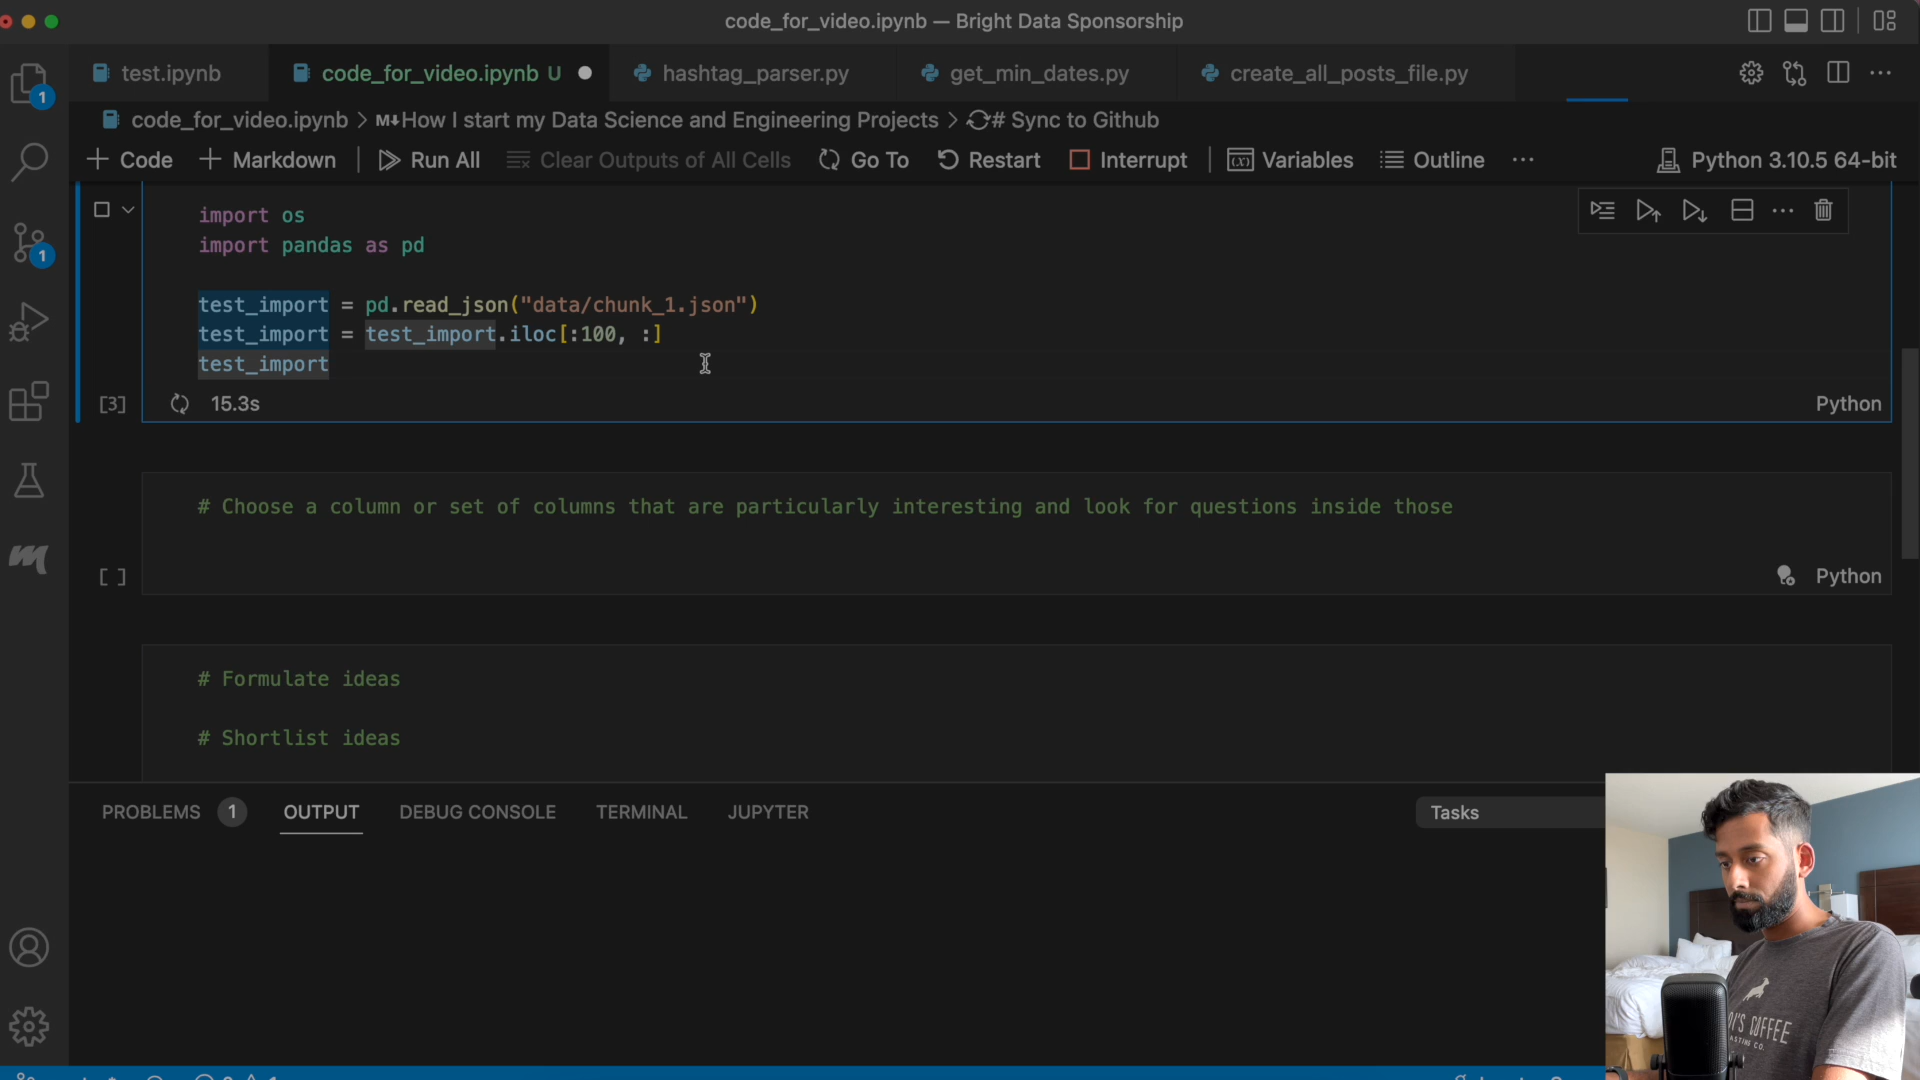 code_for_video.ipynb — Bright Data Sponsorship
test.ipynb code_for_video.ipynb U hashtag_parser.py get_min_dates.py create_all_posts_file.py
1
code_for_video.ipynb > M↓How I start my Data Science and Engineering Projects > # Sync to Github
+ Code + Markdown | Run All Clear Outputs of All Cells Go To Restart Interrupt | Variables Outline ··· Python 3.10.5 64-bit
import os
1
import pandas as pd
test_import = pd.read_json("data/chunk_1.json")
test_import = test_import.iloc[:100, :]
test_import
[3] 15.3s Python
# Choose a column or set of columns that are particularly interesting and look for questions inside those
[ ] Python
# Formulate ideas
# Shortlist ideas
PROBLEMS 1 OUTPUT DEBUG CONSOLE TERMINAL JUPYTER Tasks
COFFEE